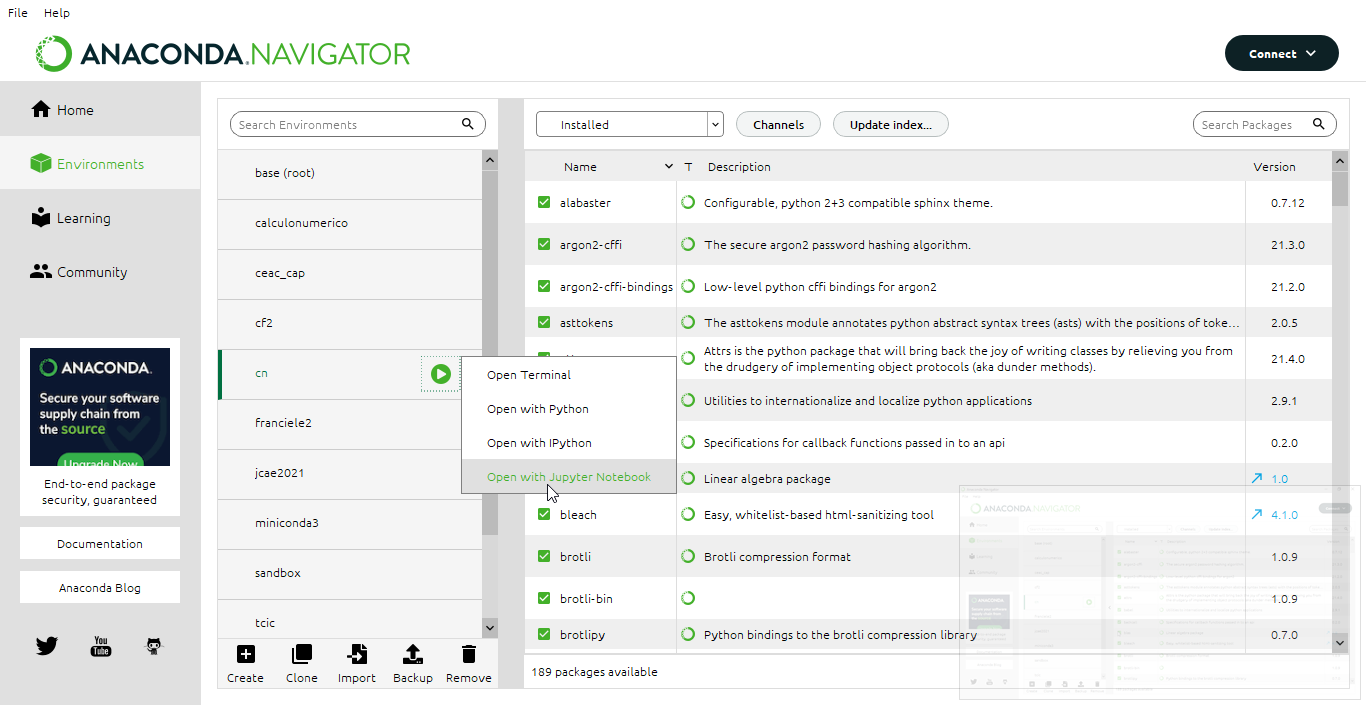 File Help
ANACONDA.NAVIGATOR
Connect
Home
Environments
Learning
Community
ANACONDA.
Secure your software
supply chain from
the source
Upgrade Now
End-to-end package
security, guaranteed
Documentation
Anaconda Blog
You
Tube
Search Environments
base (root)
calculonumerico
ceac_cap
cf2
cn
franciele2
jcae2021
miniconda3
sandbox
tcic
Create Clone Import Backup Remove
Open Terminal
Open with Python
Open with IPython
Open with Jupyter Notebook
Installed Channels Update index... Search Packages
Name T Description Version
alabaster Configurable, python 2+3 compatible sphinx theme. 0.7.12
argon2-cffi The secure argon2 password hashing algorithm. 21.3.0
argon2-cffi-bindings Low-level python cffi bindings for argon2 21.2.0
asttokens The asttokens module annotates python abstract syntax trees (asts) with the positions of toke... 2.0.5
Attrs is the python package that will bring back the joy of writing classes by relieving you from
the drudgery of implementing object protocols (aka dunder methods). 21.4.0
Utilities to internationalize and localize python applications 2.9.1
Specifications for callback functions passed in to an api 0.2.0
Linear algebra package 1.0
bleach Easy, whitelist-based html-sanitizing tool 4.1.0
brotli Brotli compression format 1.0.9
brotli-bin 1.0.9
brotlipy Python bindings to the brotli compression library 0.7.0
189 packages available
ANACONDA.NAVIGATOR